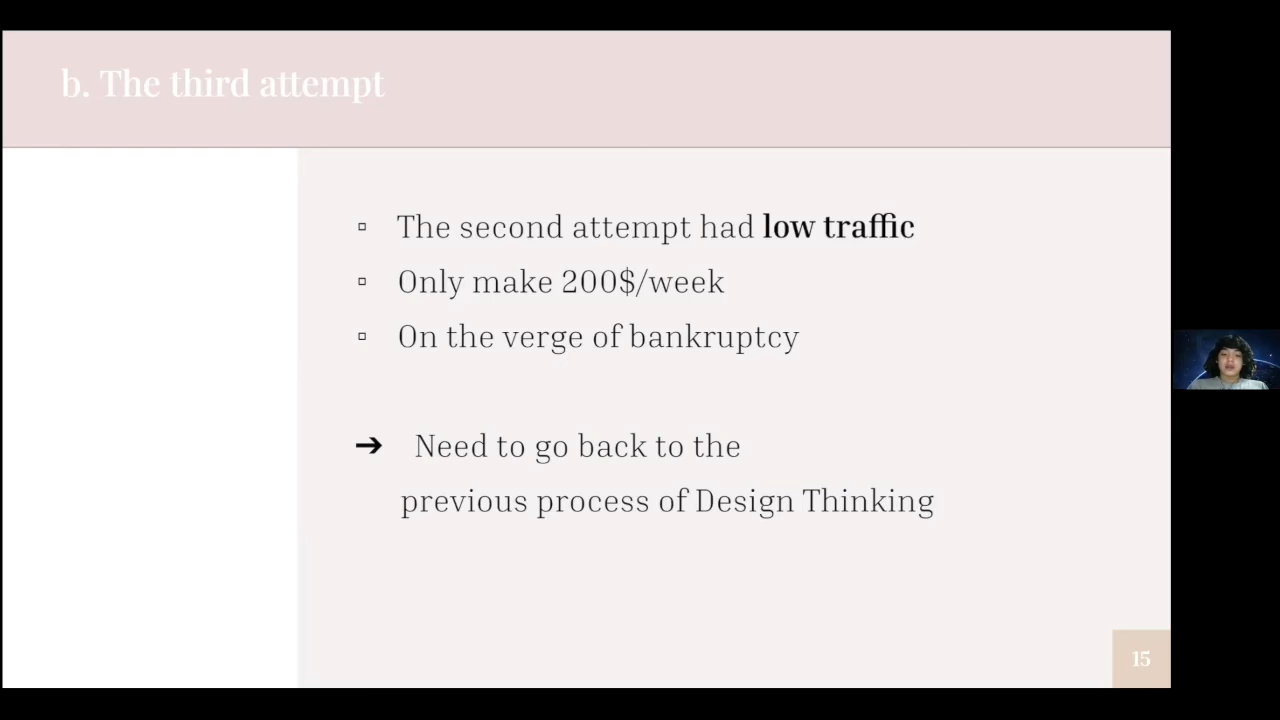 b. The third attempt
▫ The second attempt had low traffic
▫ Only make 200$/week
▫ On the verge of bankruptcy
➔ Need to go back to the
previous process of Design Thinking
15